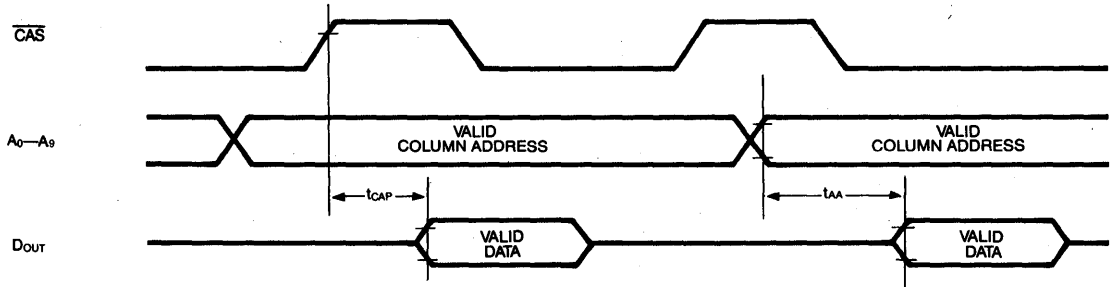 CAS
A0—A9
VALID
COLUMN ADDRESS
VALID
COLUMN ADDRESS
tCAP
tAA
DOUT
VALID
DATA
VALID
DATA